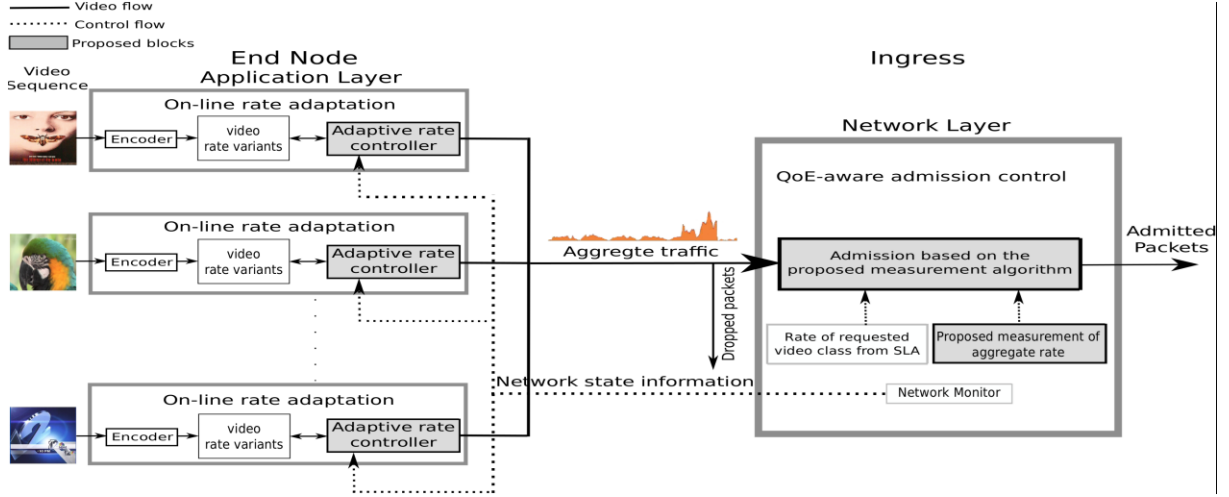 Video flow
Control flow
Proposed blocks
End Node
Application Layer
Ingress
Video
Sequence
On-line rate adaptation
Encoder
video
rate variants
Adaptive rate
controller
On-line rate adaptation
Encoder
video
rate variants
Adaptive rate
controller
On-line rate adaptation
Encoder
video
rate variants
Adaptive rate
controller
Aggregte traffic
Dropped packets
Network state information
Network Layer
QoE-aware admission control
Admission based on the
proposed measurement algorithm
Rate of requested
video class from SLA
Proposed measurement of
aggregate rate
Network Monitor
Admitted
Packets